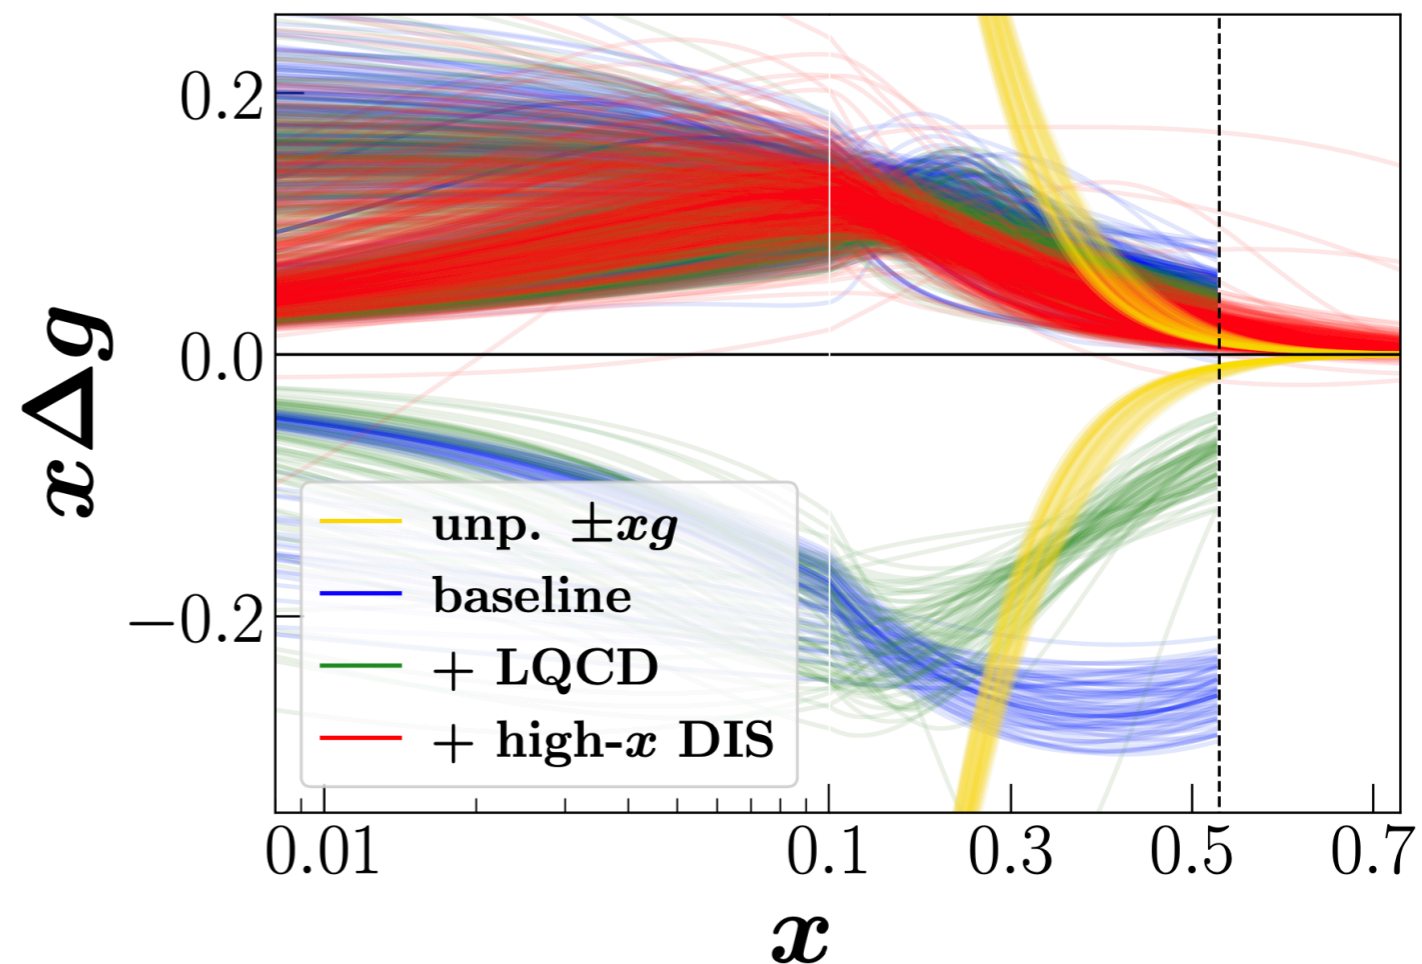 0.2
0.0
−0.2
xΔg
unp. ±xg
baseline
+ LQCD
+ high-x DIS
0.01 0.1 0.3 0.5 0.7
x